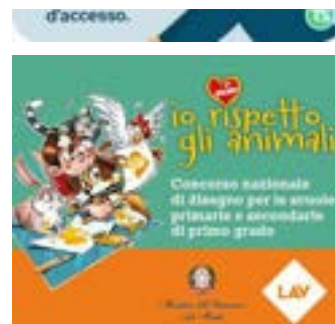 d'accesso.
io rispetto
gli animali
Concorso nazionale
di disegno per le scuole
primarie e secondarie
di primo grado
LAV